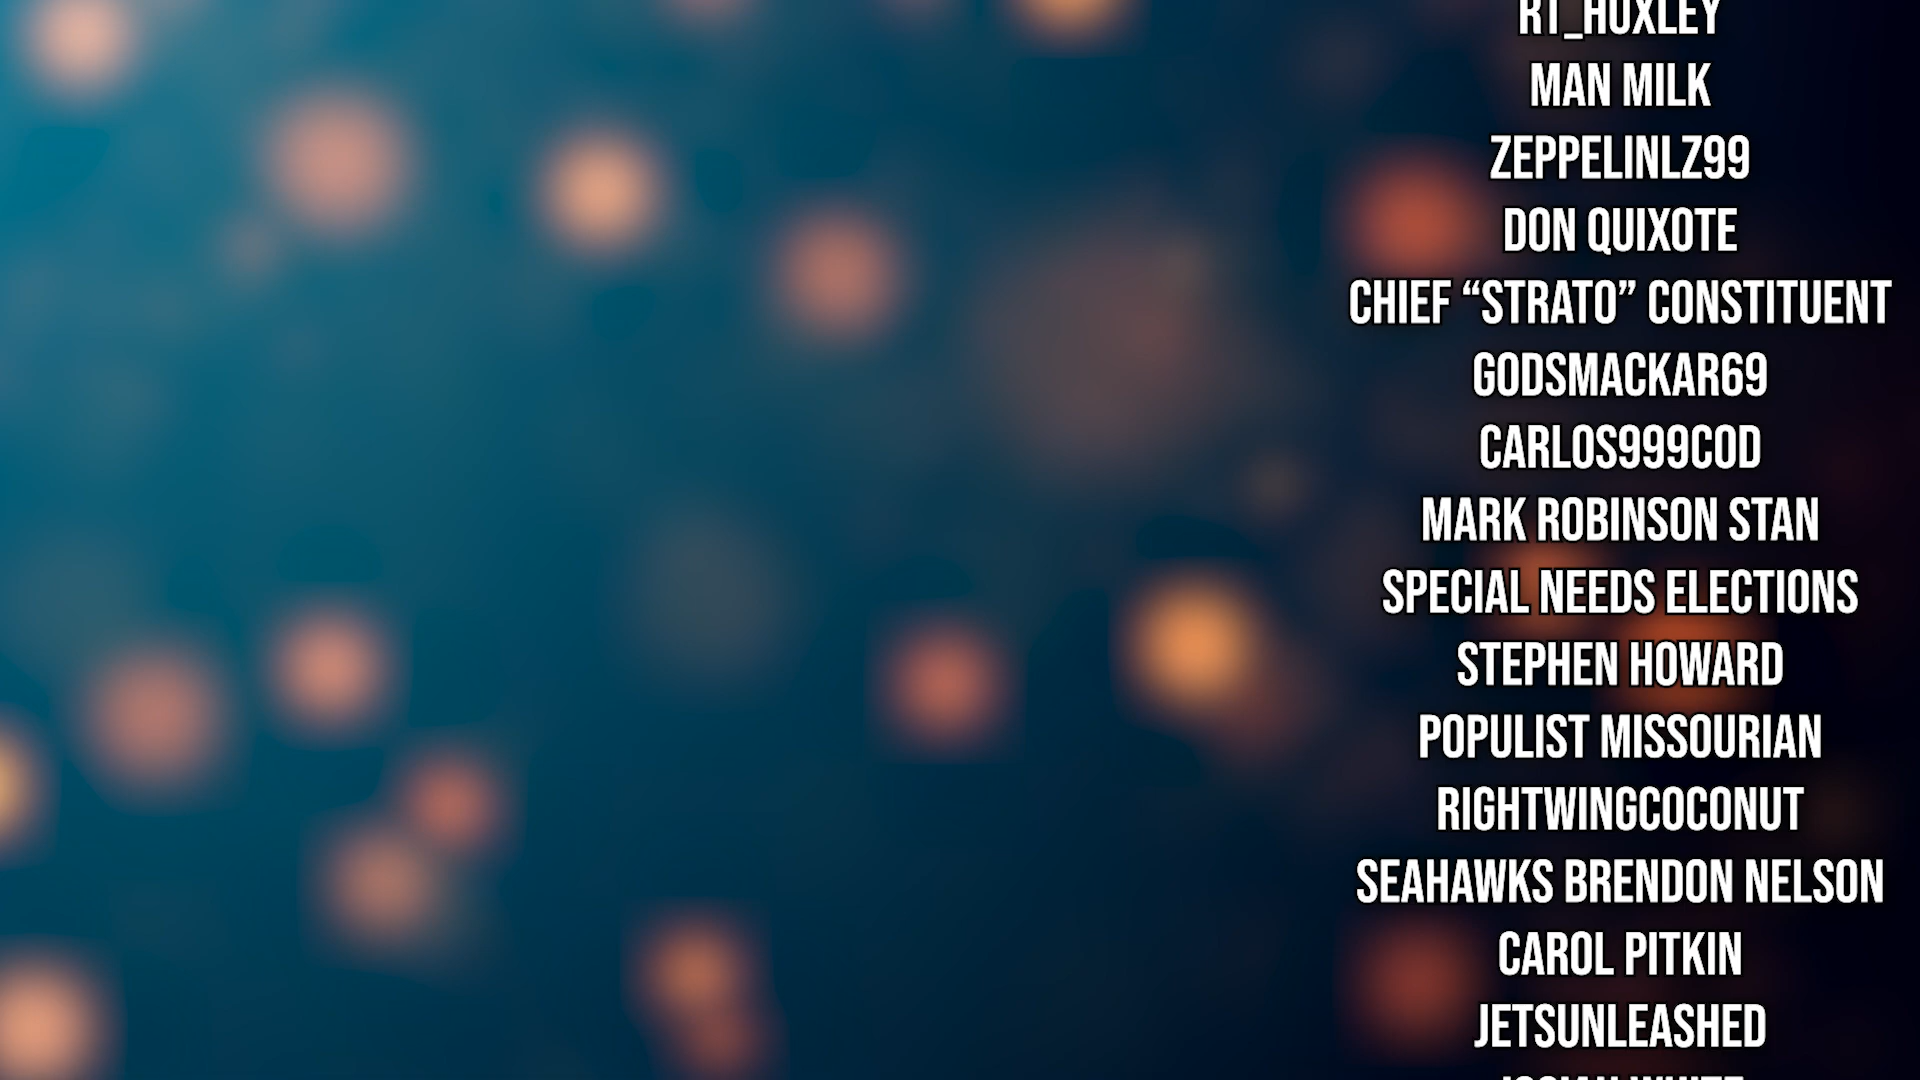 RT_HUXLEY
MAN MILK
ZEPPELINLZ99
DON QUIXOTE
CHIEF “STRATO” CONSTITUENT
GODSMACKAR69
CARLOS999COD
MARK ROBINSON STAN
SPECIAL NEEDS ELECTIONS
STEPHEN HOWARD
POPULIST MISSOURIAN
RIGHTWINGCOCONUT
SEAHAWKS BRENDON NELSON
CAROL PITKIN
JETSUNLEASHED